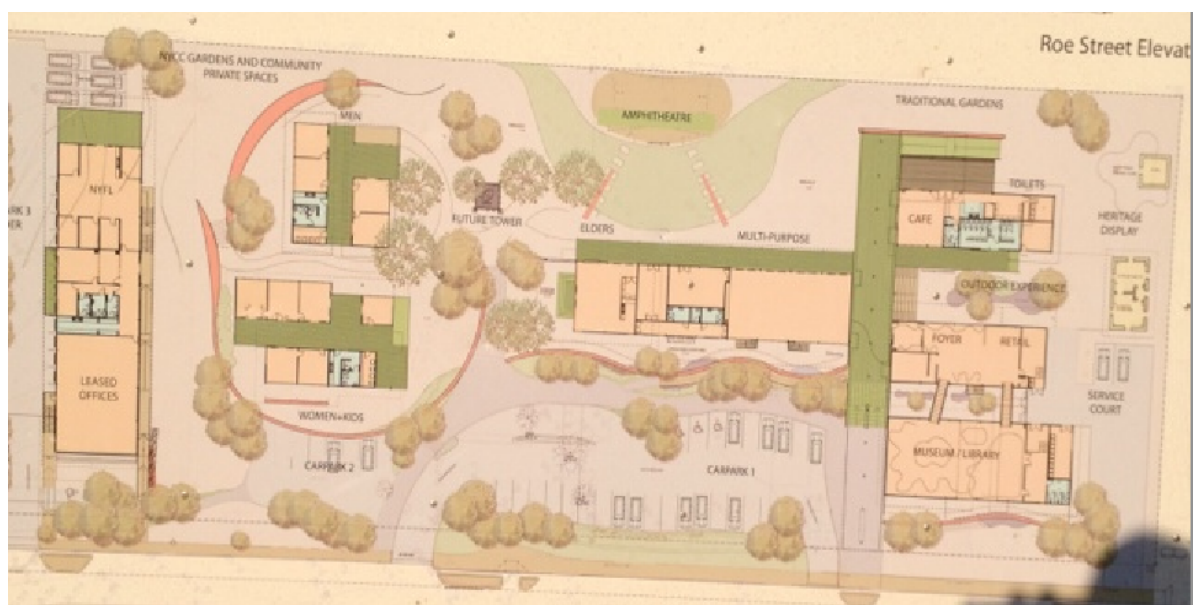 Roe Street Elevat
NYCC GARDENS AND COMMUNITY
PRIVATE SPACES
MEN
AMPHITHEATRE
TRADITIONAL GARDENS
NYFL
TOILETS
CAFE
FUTURE TOWER
ELDERS
MULTI-PURPOSE
HERITAGE
DISPLAY
ARK 3
OUTDOOR EXPERIENCE
FOYER
RETAIL
LEASED
OFFICES
SERVICE
COURT
WOMEN+KIDS
MUSEUM / LIBRARY
CARPARK 2
CARPARK 1